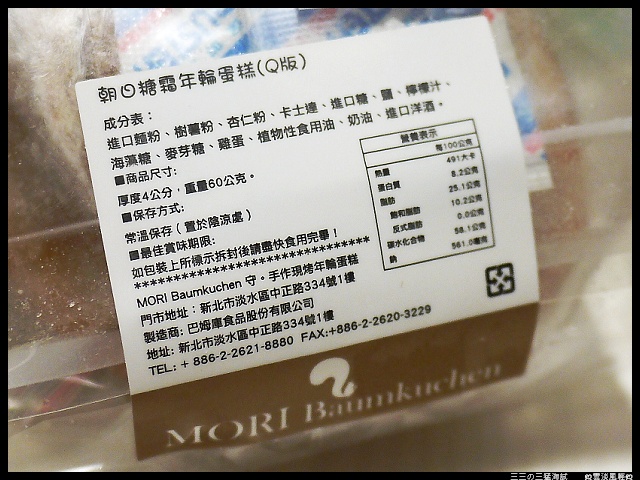 朝日糖霜年輪蛋糕(Q版)
成分表：
進口麵粉、樹薯粉、杏仁粉、卡士達、進口糖、鹽、檸檬汁、
海藻糖、麥芽糖、雞蛋、植物性食用油、奶油、進口洋酒。
■商品尺寸:
厚度4公分，重量60公克。
■保存方式:
常溫保存（置於陰涼處）
■最佳賞味期限:
如包裝上所標示拆封後請盡快食用完畢！
********************************
MORI Baumkuchen 守。手作現烤年輪蛋糕
門市地址：新北市淡水區中正路334號1樓
製造商: 巴姆庫食品股份有限公司
地址: 新北市淡水區中正路334號1樓
TEL: + 886-2-2621-8880 FAX:+886-2-2620-3229
營養表示
每100公克
熱量 491大卡
蛋白質 8.2公克
脂肪 25.1公克
飽和脂肪 10.2公克
反式脂肪 0.0公克
碳水化合物 58.1公克
鈉 561.0毫克
MORI Baumkuchen
三三の三猛海賦